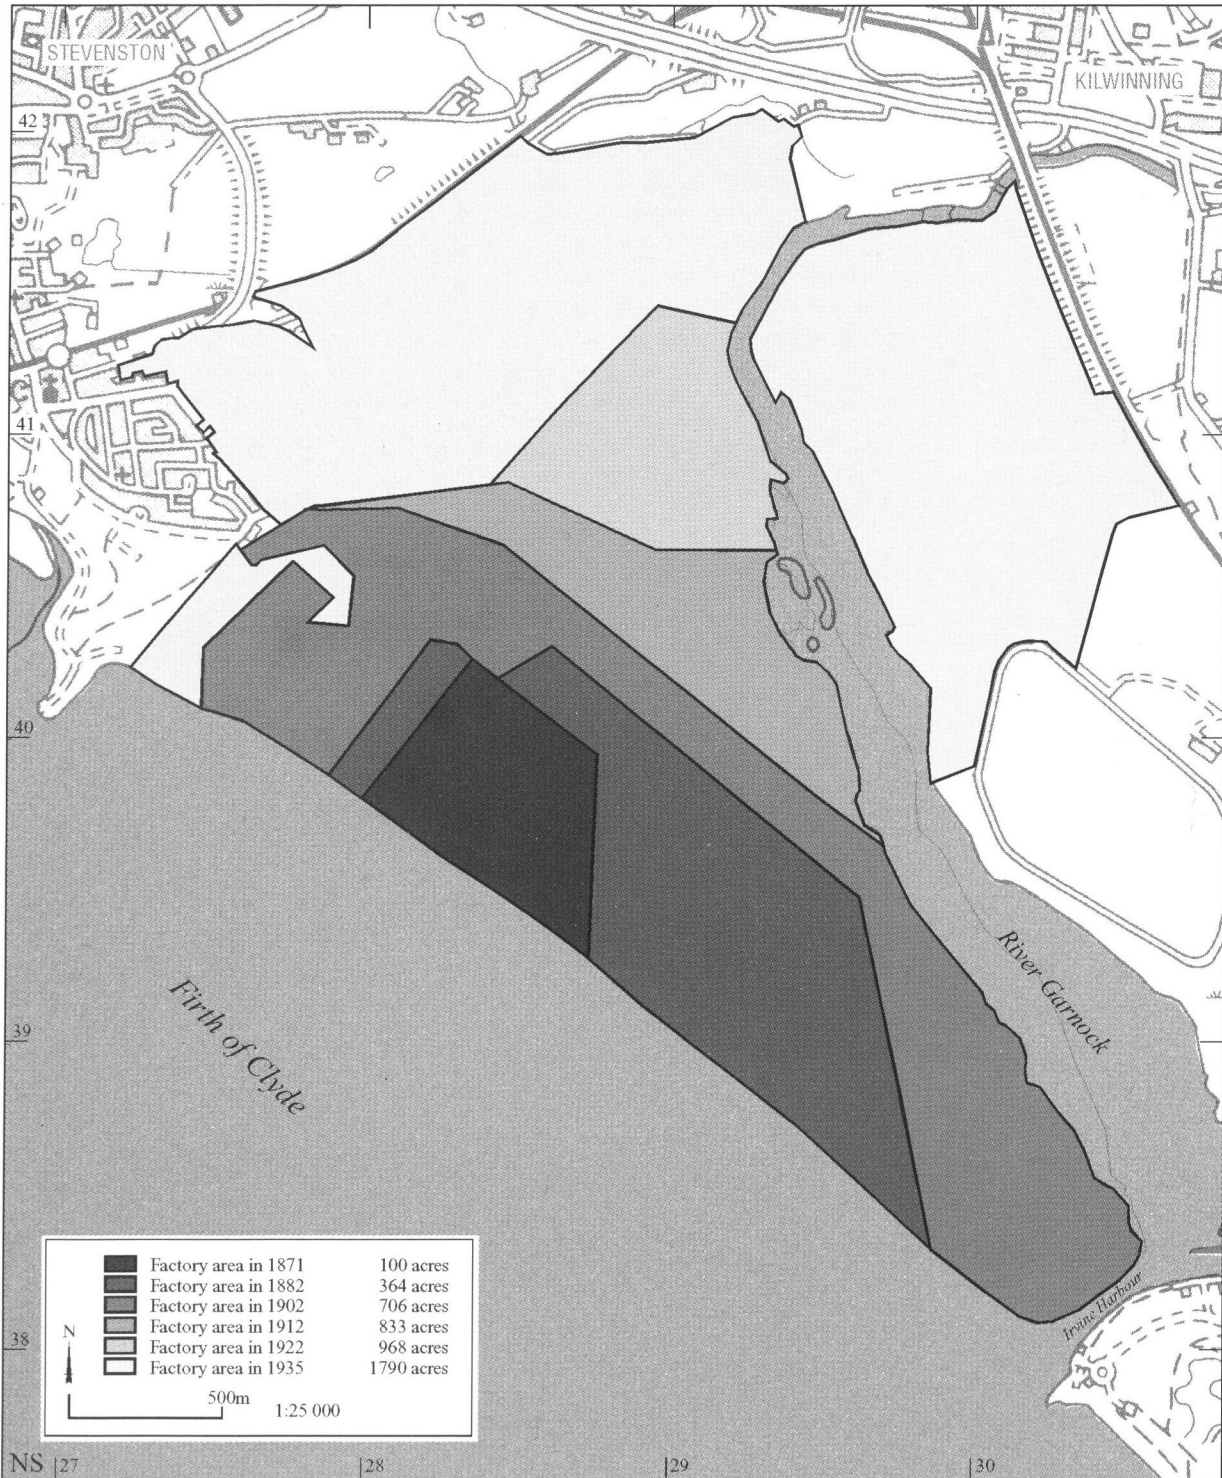 STEVENSTON
KILWINNING
42
41
40
39
38
River Garnock
Firth of Clyde
Irvine Harbour
Factory area in 1871 100 acres
Factory area in 1882 364 acres
Factory area in 1902 706 acres
Factory area in 1912 833 acres
Factory area in 1922 968 acres
Factory area in 1935 1790 acres
N
500m
1:25 000
NS 27 28 29 30